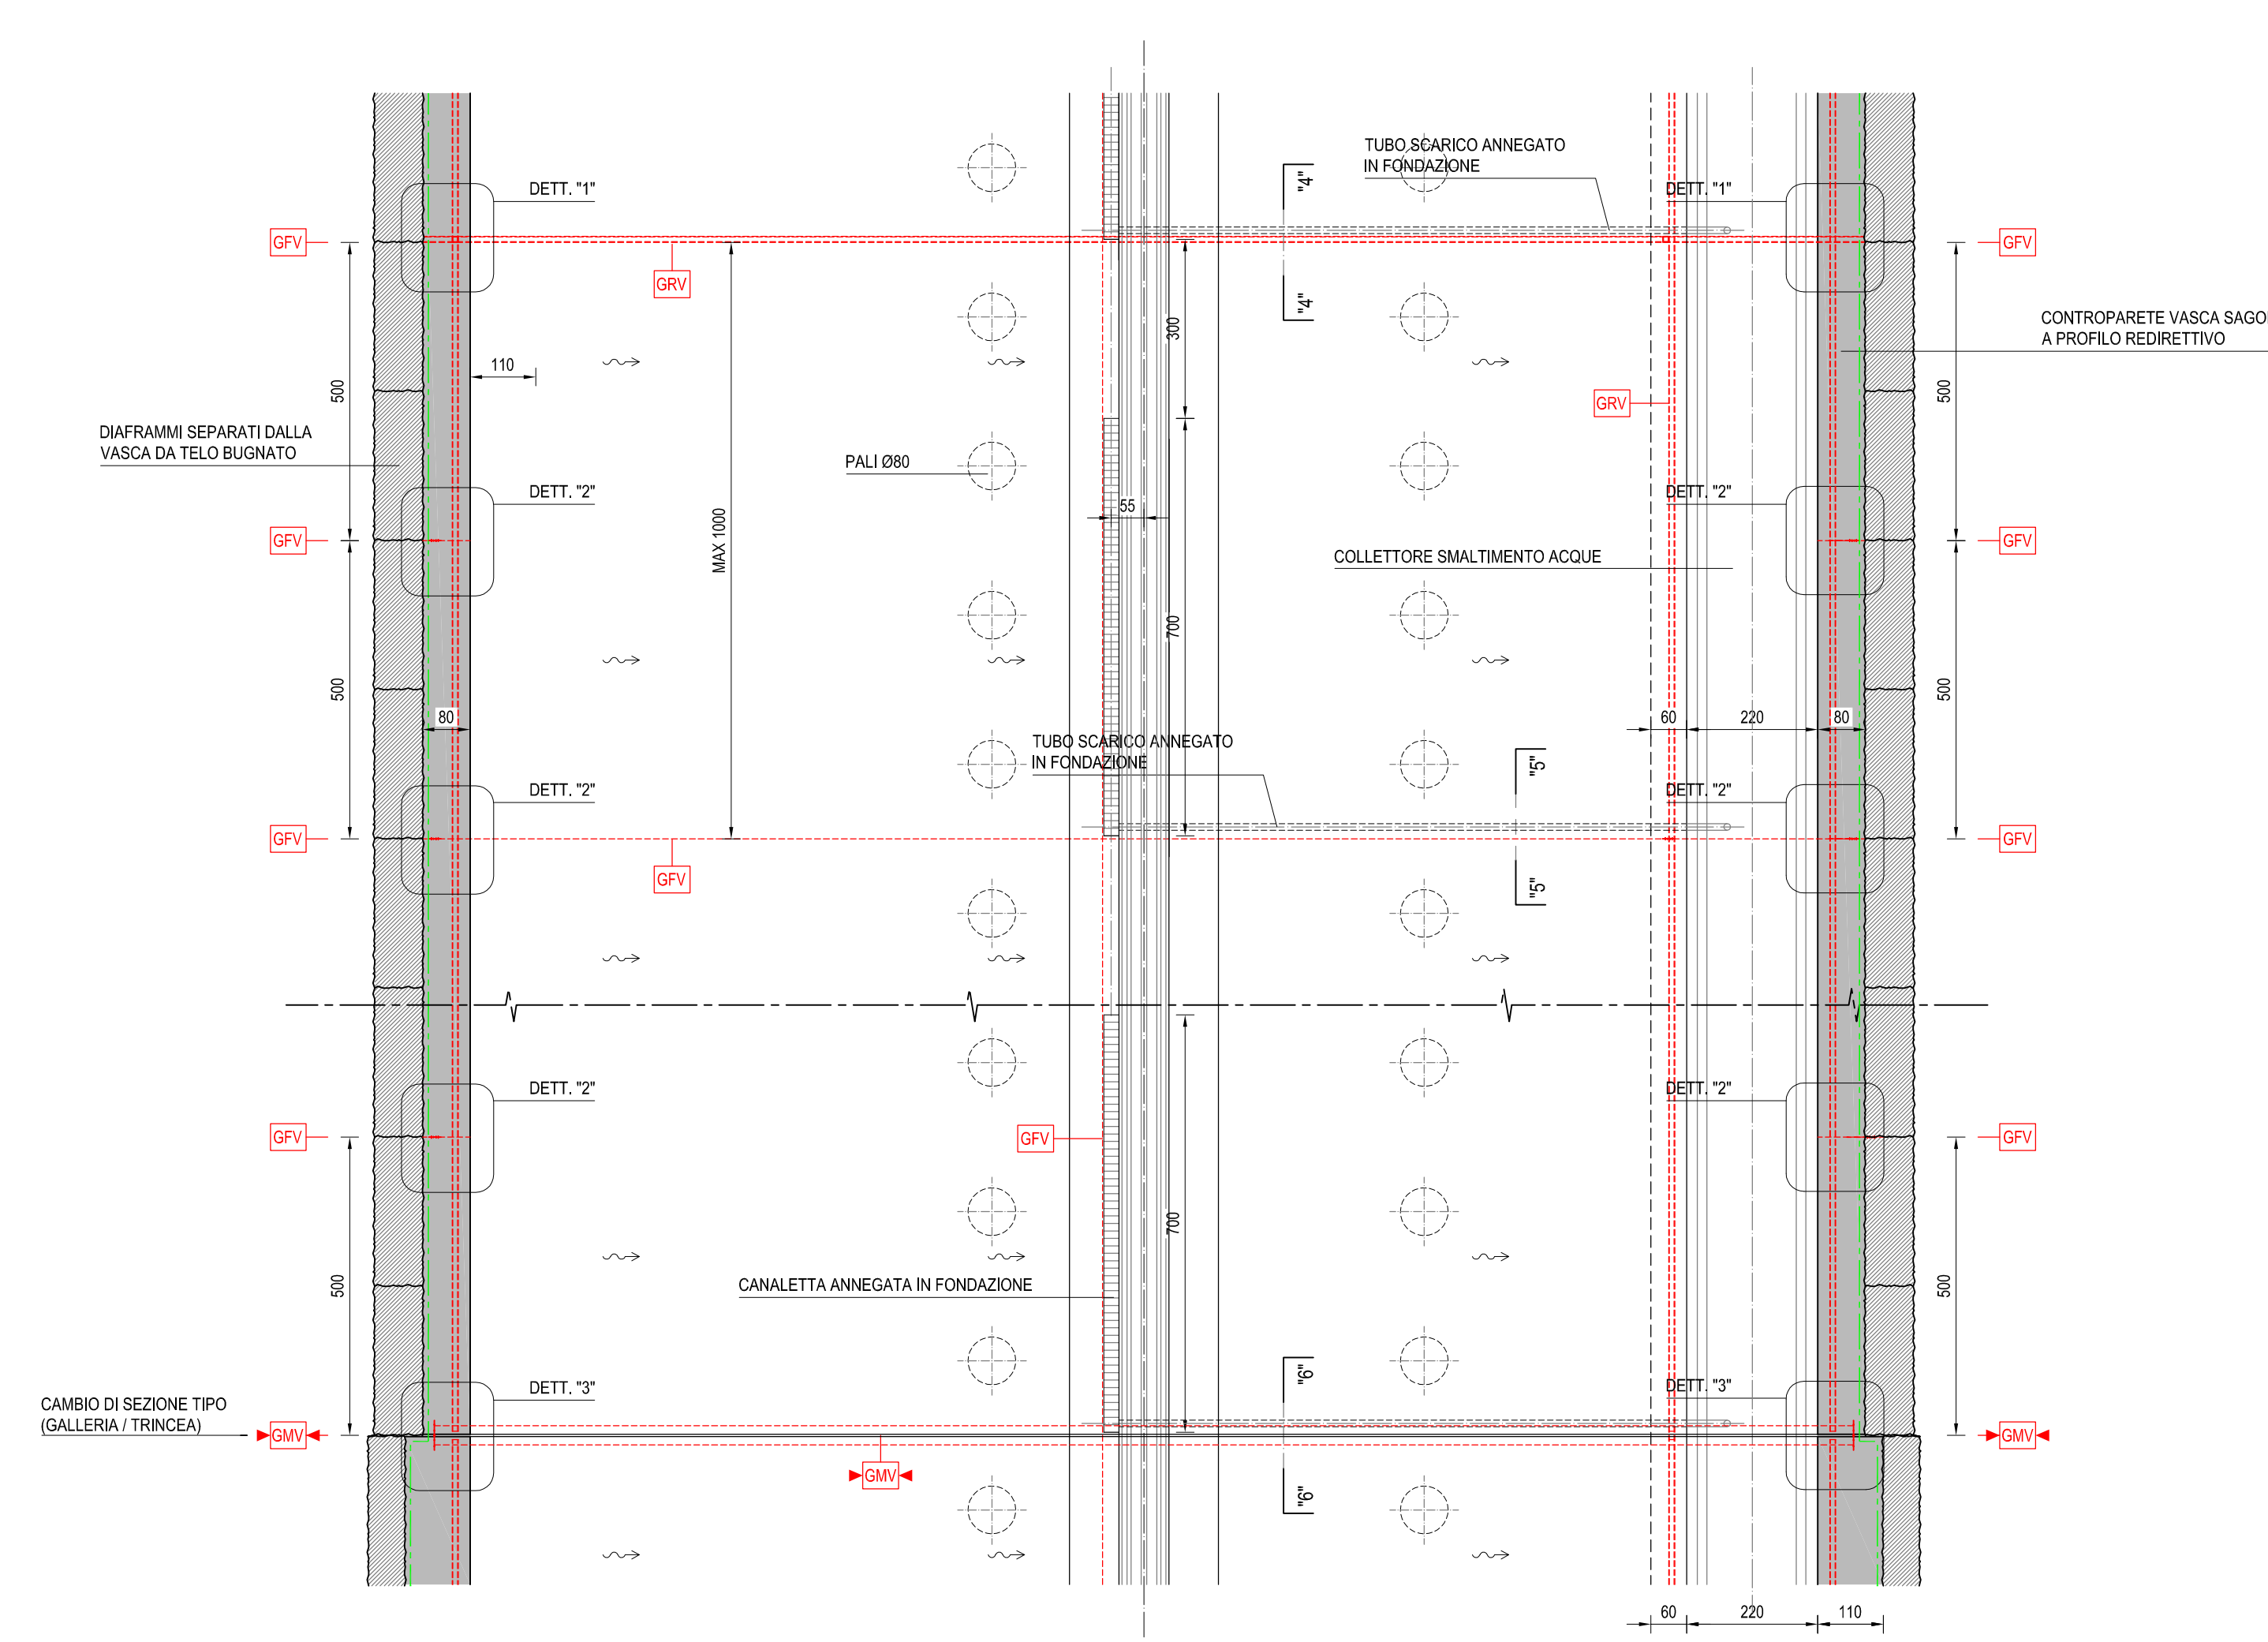 TUBO SCARICO ANNEGATO
IN FONDAZIONE
DETT. "1"
"4"
DETT. "1"
GFV
GFV
GRV
"4"
300
CONTROPARETE VASCA
A PROFILO REDIRETTIVO
110
500
500
GRV
DIAFRAMMI SEPARATI DALLA
VASCA DA TELO BUGNATO
PALI Ø80
DETT. "2"
DETT. "2"
55
GFV
MAX 1000
GFV
COLLETTORE SMALTIMENTO ACQUE
700
500
500
80
60
220
80
TUBO SCARICO ANNEGATO
IN FONDAZIONE
"5"
DETT. "2"
DETT. "2"
GFV
GFV
GFV
"5"
DETT. "2"
DETT. "2"
GFV
GFV
GFV
700
500
500
CANALETTA ANNEGATA IN FONDAZIONE
"6"
DETT. "3"
DETT. "3"
CAMBIO DI SEZIONE TIPO
(GALLERIA / TRINCEA)
GMV
GMV
GMV
"6"
60
220
110